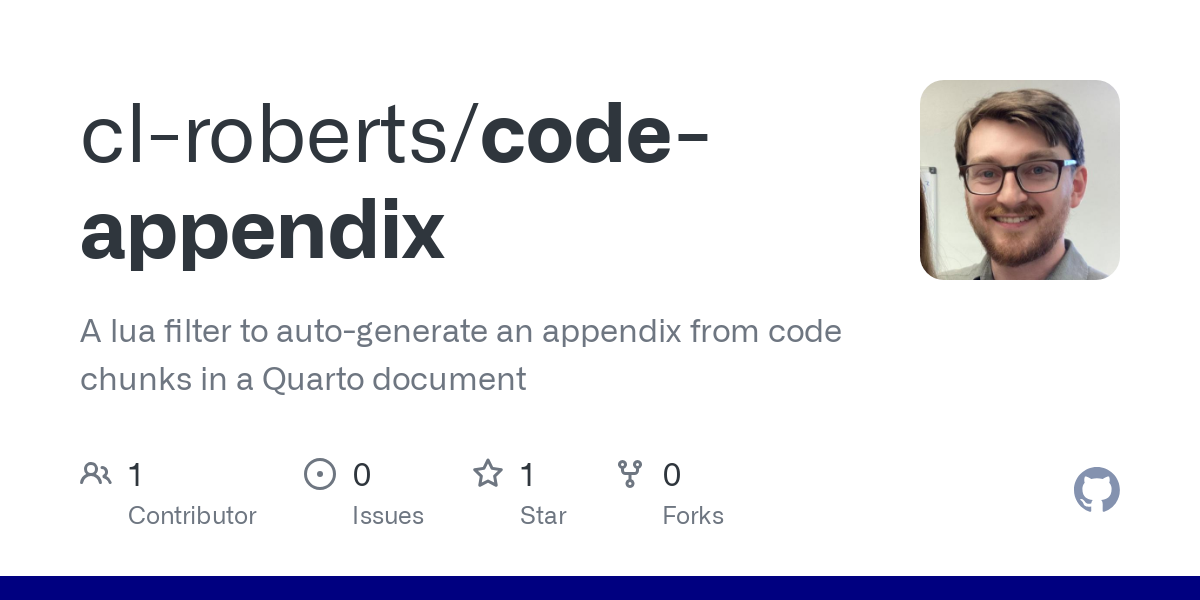 cl-roberts/code-
appendix
A lua filter to auto-generate an appendix from code
chunks in a Quarto document
1 0 1 0
Contributor Issues Star Forks